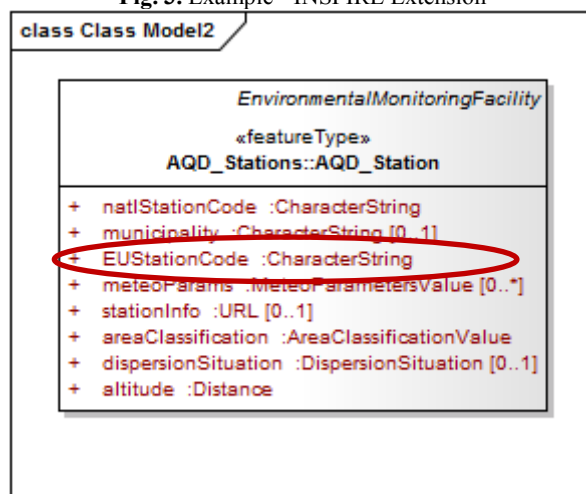 Fig. 3. Example - INSPIRE Extension
class Class Model2
EnvironmentalMonitoringFacility
«featureType»
AQD_Stations::AQD_Station
+ natlStationCode :CharacterString
+ municipality :CharacterString [0..1]
+ EUStationCode :CharacterString
+ meteoParams :MeteoParametersValue [0..*]
+ stationInfo :URL [0..1]
+ areaClassification :AreaClassificationValue
+ dispersionSituation :DispersionSituation [0..1]
+ altitude :Distance